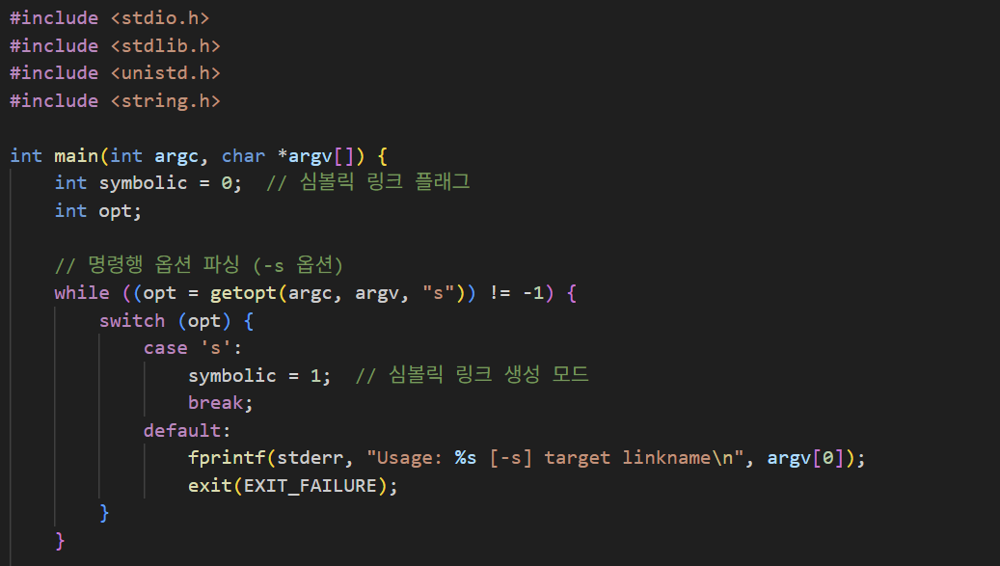 #include <stdio.h>
#include <stdlib.h>
#include <unistd.h>
#include <string.h>

int main(int argc, char *argv[]) {
    int symbolic = 0;  // 심볼릭 링크 플래그
    int opt;

    // 명령행 옵션 파싱 (-s 옵션)
    while ((opt = getopt(argc, argv, "s")) != -1) {
        switch (opt) {
            case 's':
                symbolic = 1;  // 심볼릭 링크 생성 모드
                break;
            default:
                fprintf(stderr, "Usage: %s [-s] target linkname\n", argv[0]);
                exit(EXIT_FAILURE);
        }
    }